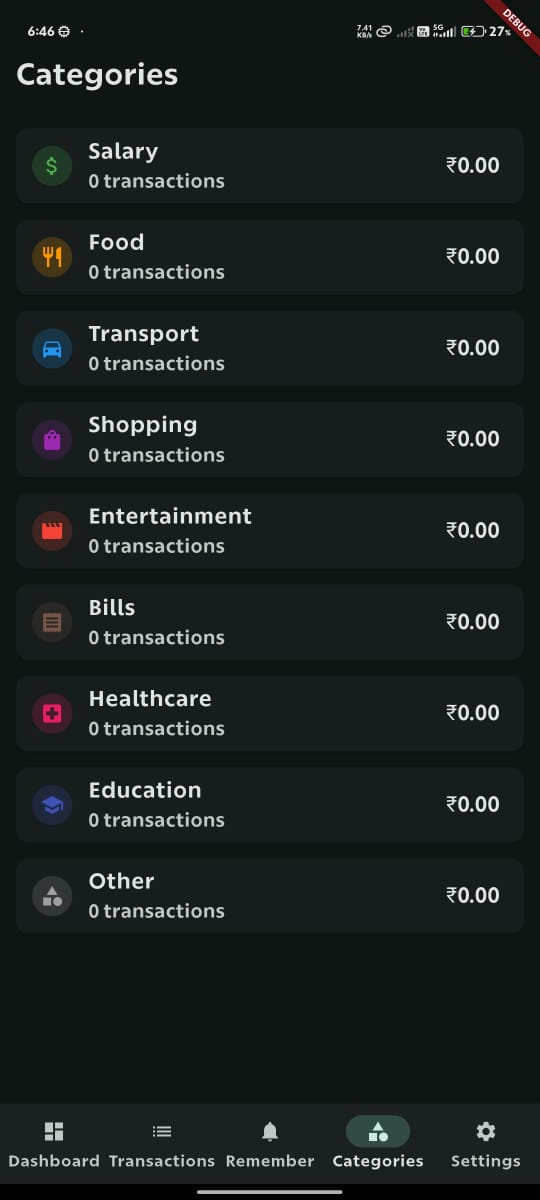 6:46
7.41
KB/s
5G
27%
DEBUG
Categories
Salary
0 transactions
₹0.00
Food
0 transactions
₹0.00
Transport
0 transactions
₹0.00
Shopping
0 transactions
₹0.00
Entertainment
0 transactions
₹0.00
Bills
0 transactions
₹0.00
Healthcare
0 transactions
₹0.00
Education
0 transactions
₹0.00
Other
0 transactions
₹0.00
Dashboard
Transactions
Remember
Categories
Settings